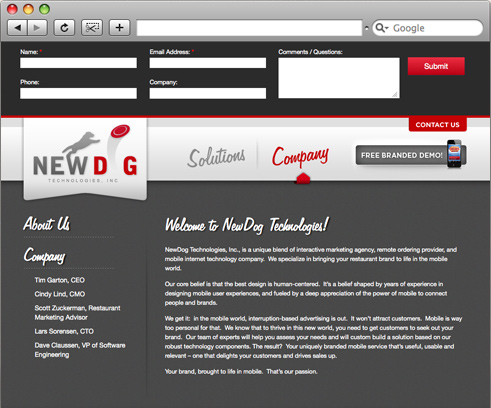 Google
Name: *
Email Address: *
Comments / Questions:
Submit
Phone:
Company:
CONTACT US
NEWDOG
TECHNOLOGIES, INC
Solutions
Company
FREE BRANDED DEMO!
About Us
Company
Tim Garton, CEO
Cindy Lind, CMO
Scott Zuckerman, Restaurant
Marketing Advisor
Lars Sorensen, CTO
Dave Claussen, VP of Software
Engineering
Welcome to NewDog Technologies!
NewDog Technologies, Inc., is a unique blend of interactive marketing agency, remote ordering provider, and
mobile internet technology company. We specialize in bringing your restaurant brand to life in the mobile
world.
Our core belief is that the best design is human-centered. It's a belief shaped by years of experience in
designing mobile user experiences, and fueled by a deep appreciation of the power of mobile to connect
people and brands.
We get it: in the mobile world, interruption-based advertising is out. It won't attract customers. Mobile is way
too personal for that. We know that to thrive in this new world, you need to get customers to seek out your
brand. Our team of experts will help you assess your needs and will custom build a solution based on our
robust technology components. The result? Your uniquely branded mobile service that's useful, usable and
relevant – one that delights your customers and drives sales up.
Your brand, brought to life in mobile. That's our passion.